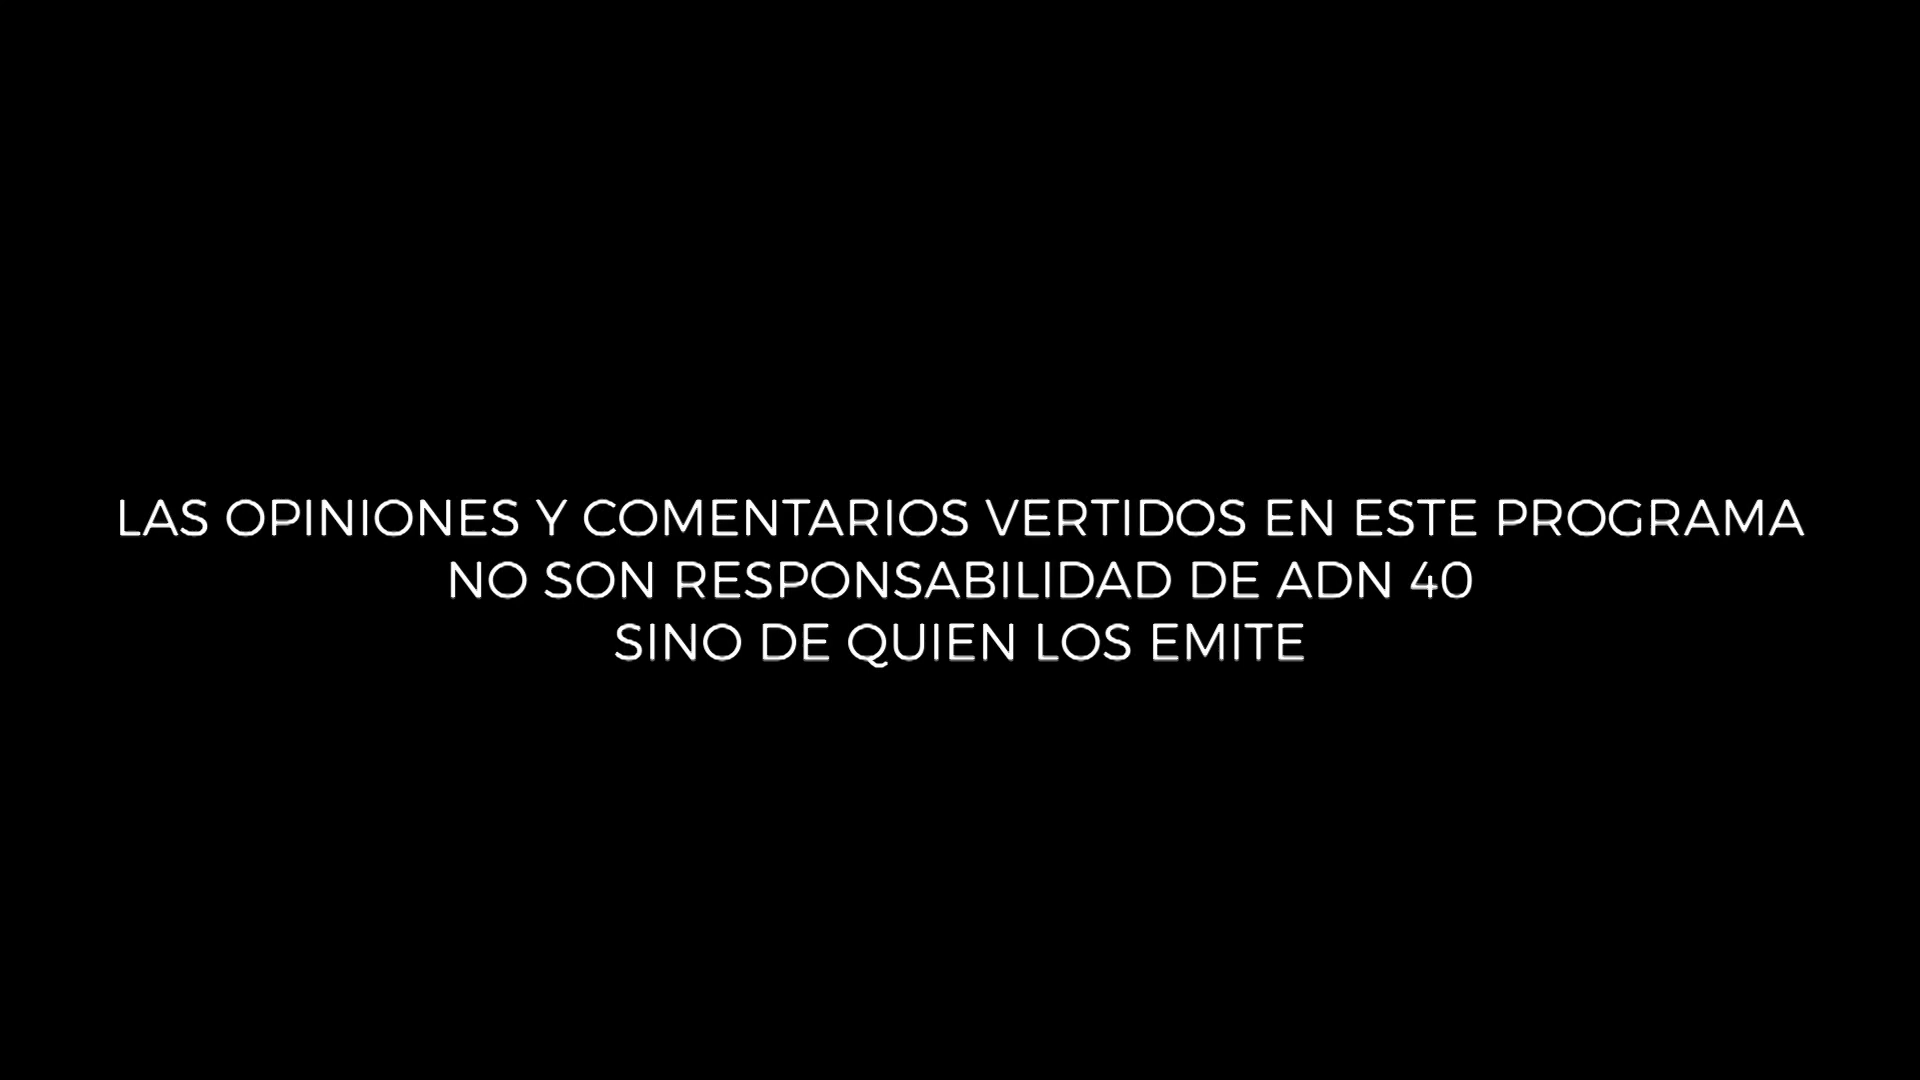 LAS OPINIONES Y COMENTARIOS VERTIDOS EN ESTE PROGRAMA
NO SON RESPONSABILIDAD DE ADN 40
SINO DE QUIEN LOS EMITE